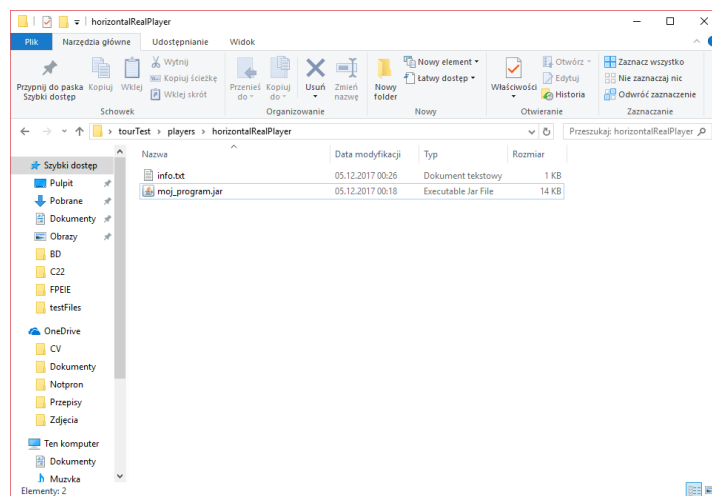 horizontalRealPlayer
Plik Narzędzia główne Udostępnianie Widok
Przypnij do paska Szybki dostęp
Kopiuj
Wklej
Wytnij
Kopiuj ścieżkę
Wklej skrót
Schowek
Przenieś do
Kopiuj do
Usuń
Zmień nazwę
Organizowanie
Nowy folder
Nowy element
Łatwy dostęp
Nowy
Właściwości
Otwórz
Edytuj
Historia
Otwieranie
Zaznacz wszystko
Nie zaznaczaj nic
Odwróć zaznaczenie
Zaznaczanie
tourTest > players > horizontalRealPlayer
Przeszukaj: horizontalRealPlayer
Nazwa Data modyfikacji Typ Rozmiar
info.txt 05.12.2017 00:26 Dokument tekstowy 1 KB
moj_program.jar 05.12.2017 00:18 Executable Jar File 14 KB
Szybki dostęp
Pulpit
Pobrane
Dokumenty
Obrazy
BD
C22
FPEIE
testFiles
OneDrive
CV
Dokumenty
Notpron
Przepisy
Zdjęcia
Ten komputer
Dokumenty
Muzyka
Elementy: 2